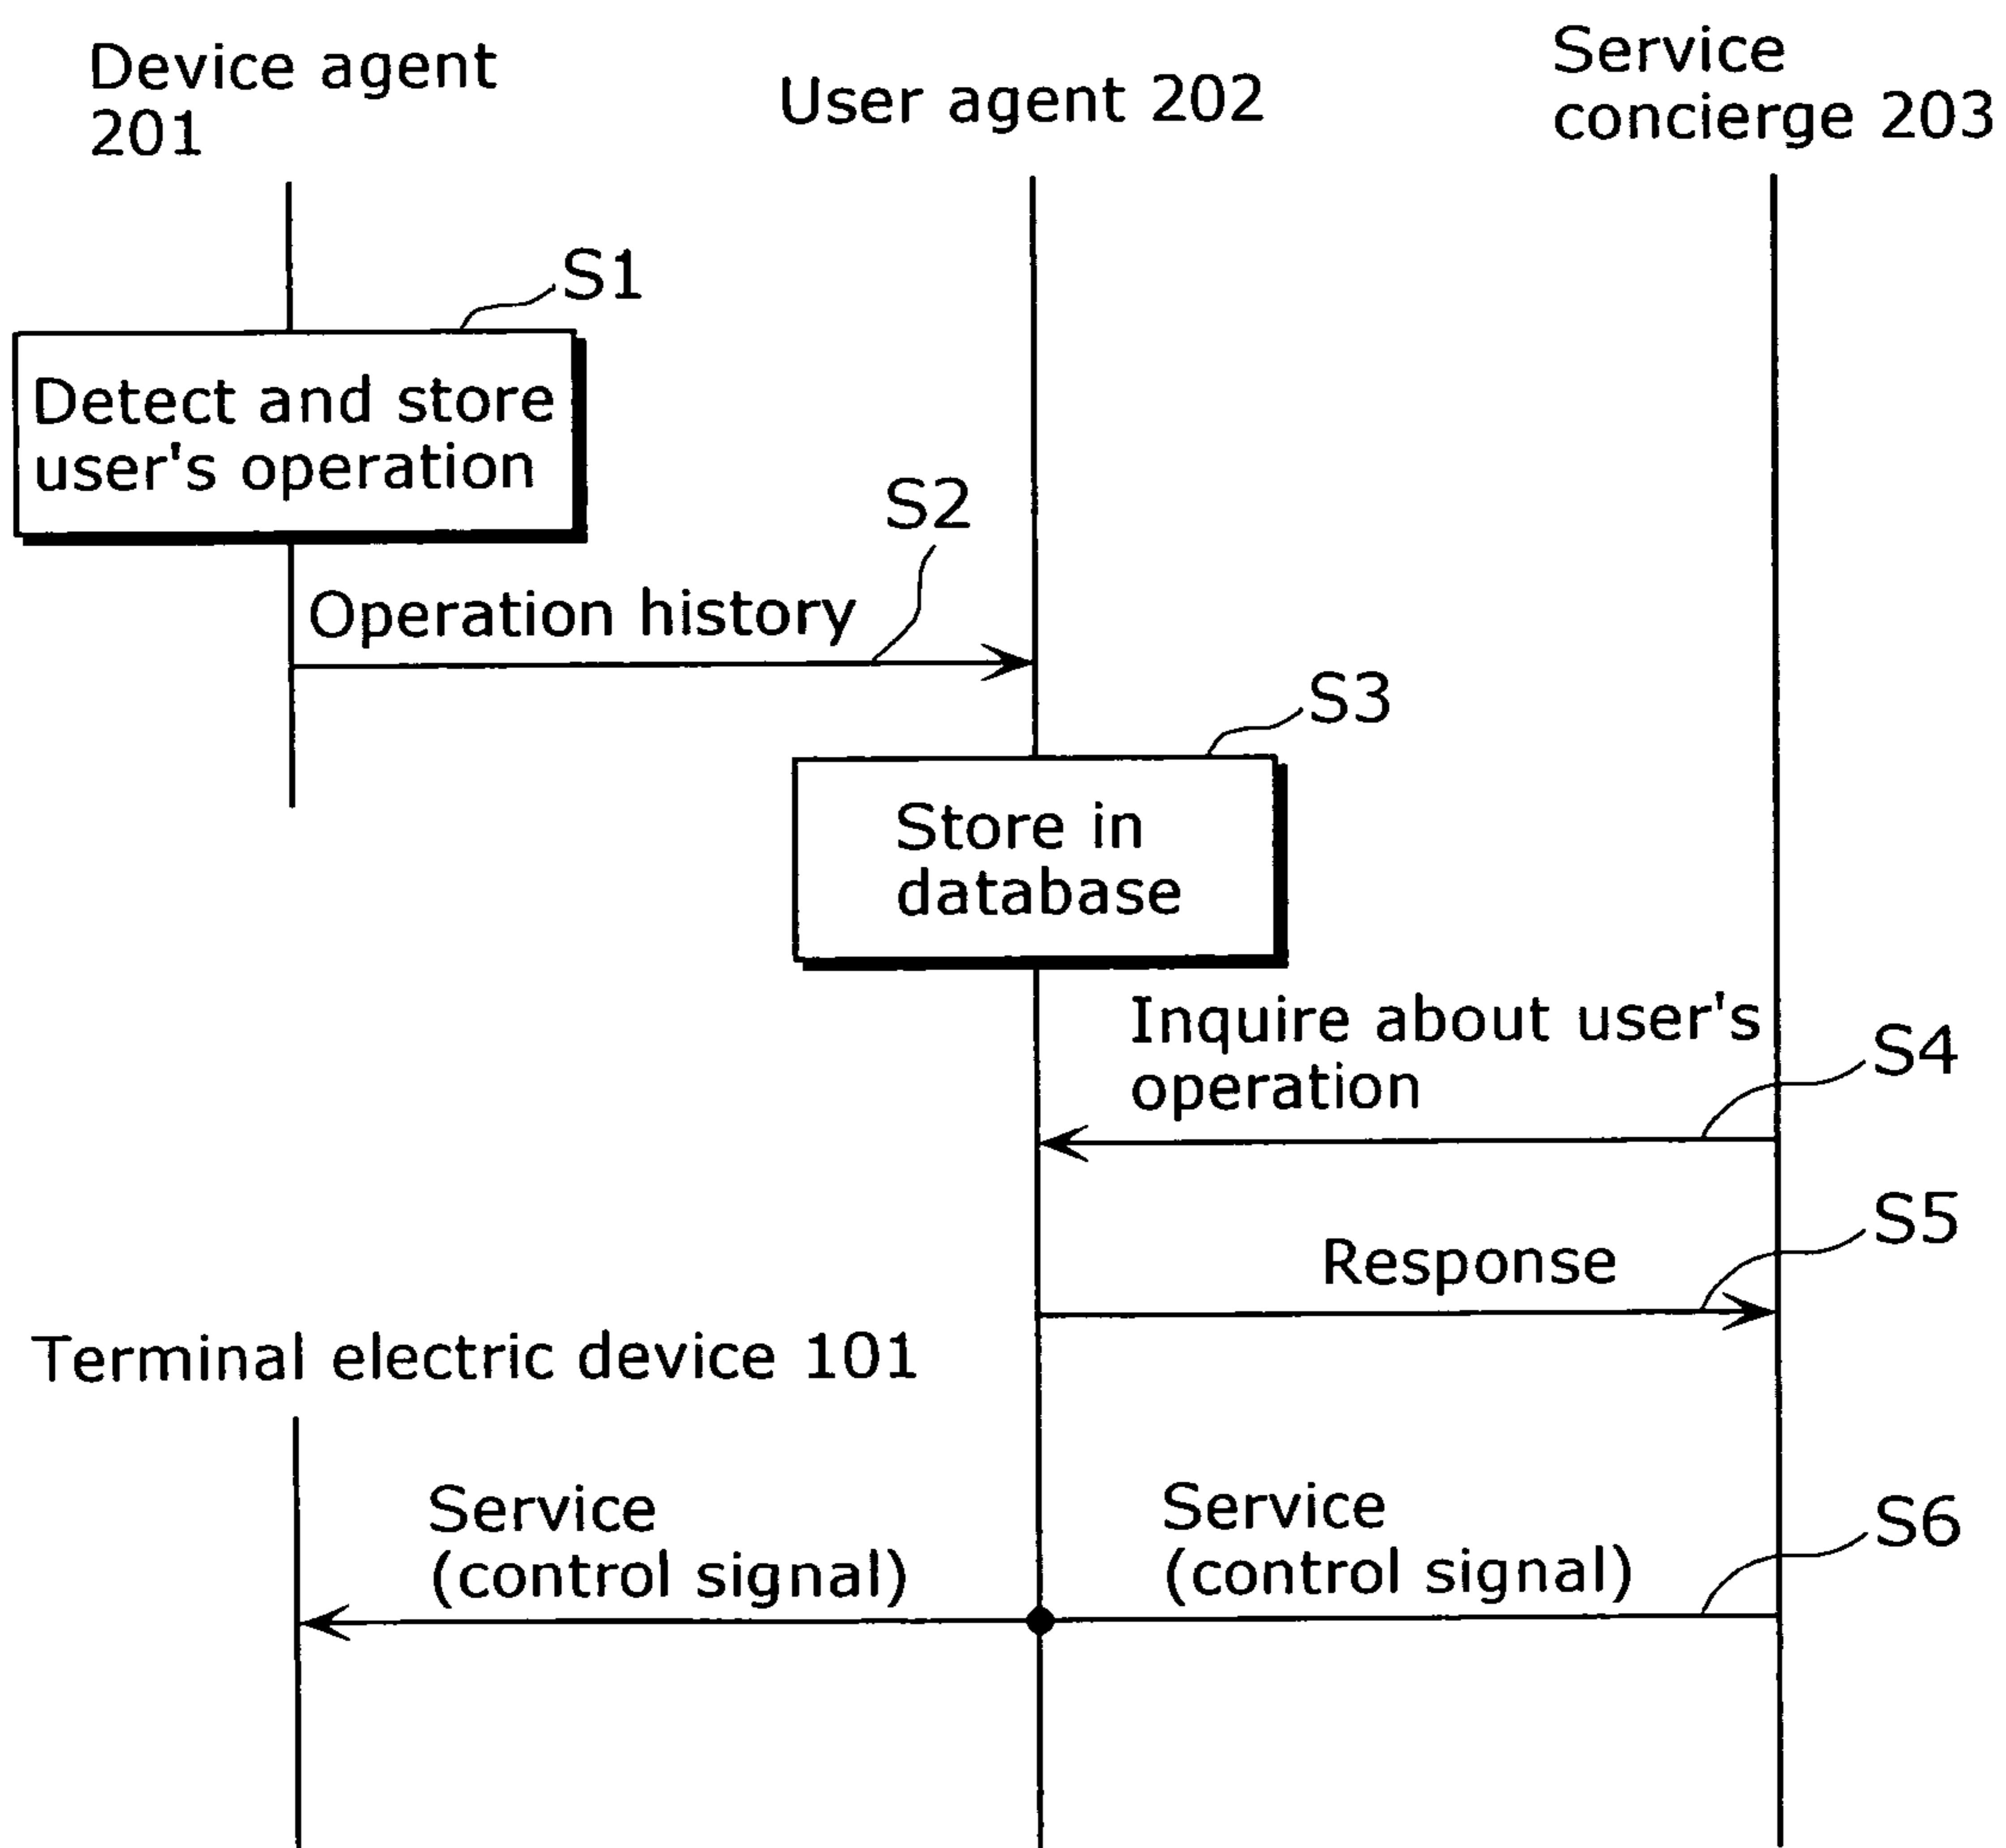 Device agent
201
User agent 202
Service
concierge 203
S1
Detect and store
user's operation
S2
Operation history
S3
Store in
database
Inquire about user's
operation
S4
S5
Response
Terminal electric device 101
Service
(control signal)
Service
(control signal)
S6